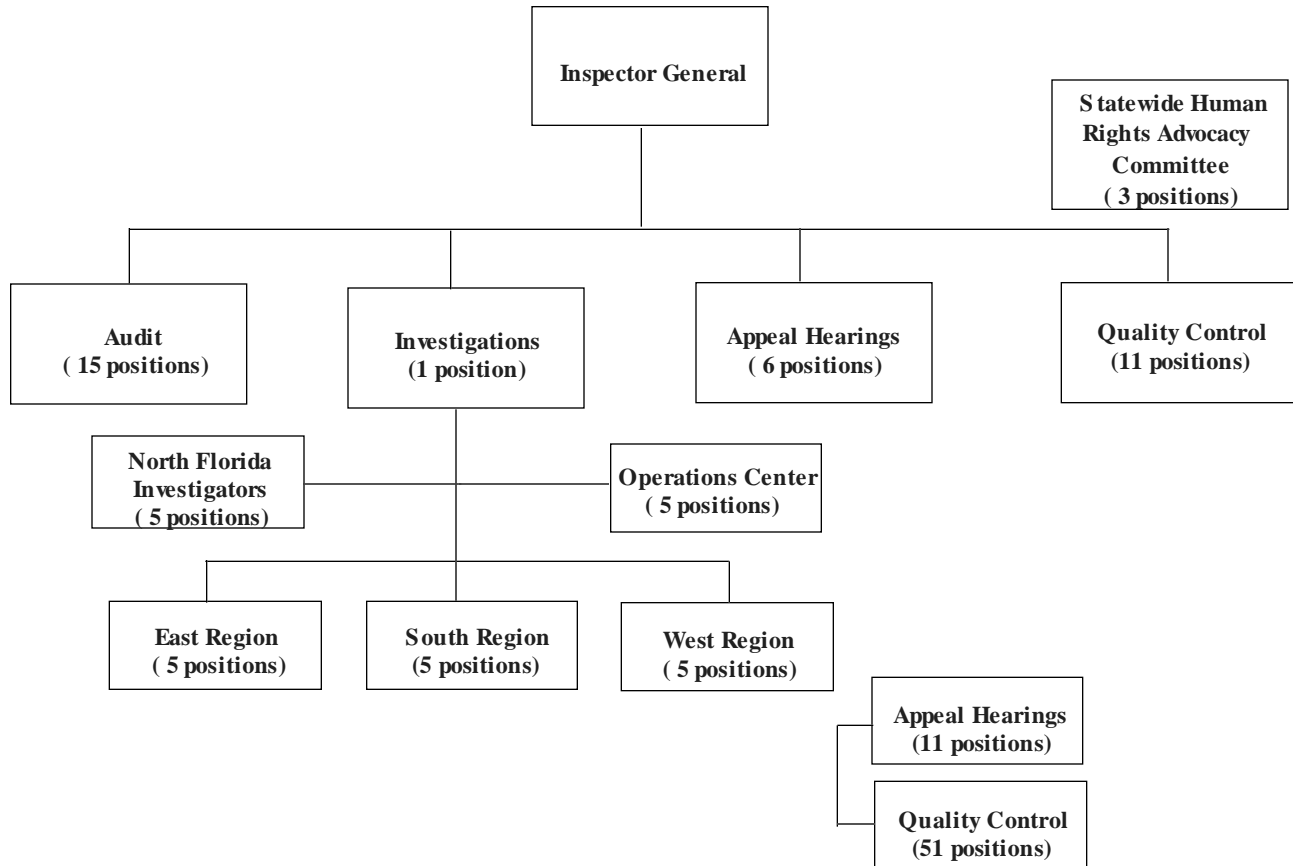 Inspector General
Statewide Human
Rights Advocacy
Committee
( 3 positions)
Audit
( 15 positions)
Investigations
(1 position)
Appeal Hearings
( 6 positions)
Quality Control
(11 positions)
North Florida
Investigators
( 5 positions)
Operations Center
( 5 positions)
East Region
( 5 positions)
South Region
(5 positions)
West Region
( 5 positions)
Appeal Hearings
(11 positions)
Quality Control
(51 positions)